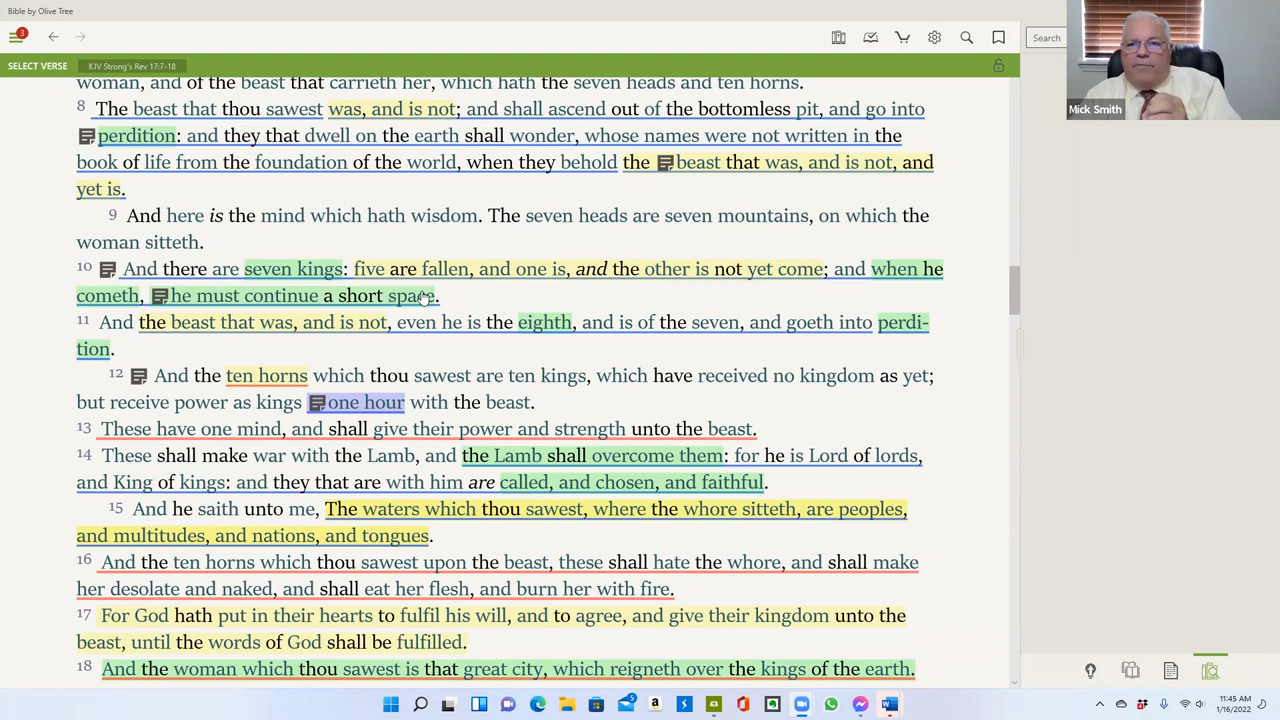 Bible by Olive Tree
3
Search
SELECT VERSE
KJV Strong's Rev 17:7-18
Mick Smith
woman, and of the beast that carrieth her, which hath the seven heads and ten horns.
8 The beast that thou sawest was, and is not; and shall ascend out of the bottomless pit, and go into
perdition: and they that dwell on the earth shall wonder, whose names were not written in the
book of life from the foundation of the world, when they behold the beast that was, and is not, and
yet is.
9 And here is the mind which hath wisdom. The seven heads are seven mountains, on which the
woman sitteth.
10 And there are seven kings: five are fallen, and one is, and the other is not yet come; and when he
cometh, he must continue a short space.
11 And the beast that was, and is not, even he is the eighth, and is of the seven, and goeth into perdi-
tion.
12 And the ten horns which thou sawest are ten kings, which have received no kingdom as yet;
but receive power as kings one hour with the beast.
13 These have one mind, and shall give their power and strength unto the beast.
14 These shall make war with the Lamb, and the Lamb shall overcome them: for he is Lord of lords,
and King of kings: and they that are with him are called, and chosen, and faithful.
15 And he saith unto me, The waters which thou sawest, where the whore sitteth, are peoples,
and multitudes, and nations, and tongues.
16 And the ten horns which thou sawest upon the beast, these shall hate the whore, and shall make
her desolate and naked, and shall eat her flesh, and burn her with fire.
17 For God hath put in their hearts to fulfil his will, and to agree, and give their kingdom unto the
beast, until the words of God shall be fulfilled.
18 And the woman which thou sawest is that great city, which reigneth over the kings of the earth.
11:45 AM
1/16/2022